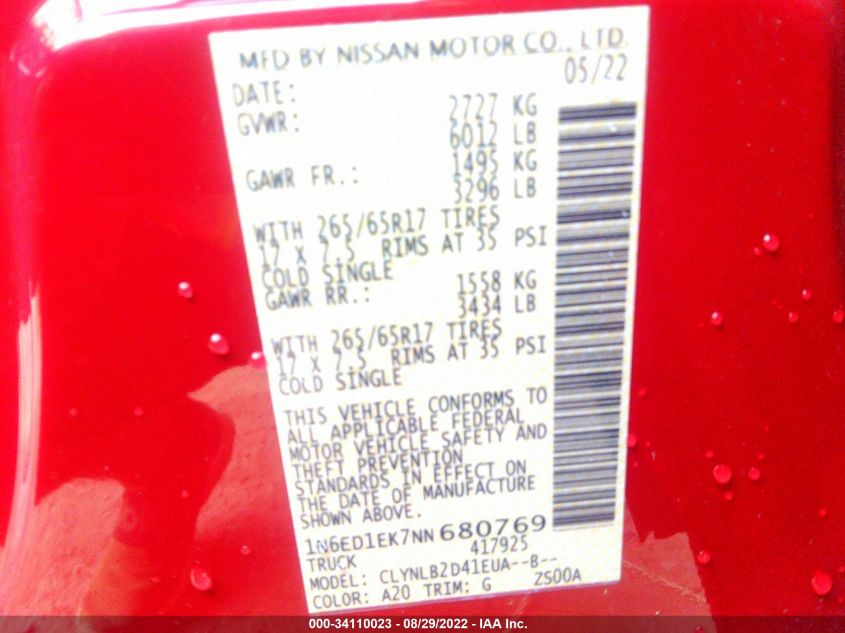 MFD BY NISSAN MOTOR CO., LTD.
DATE: 05/22
GVWR: 2727 KG
6012 LB
GAWR FR.: 1495 KG
3296 LB
WITH 265/65R17 TIRES
17 X 7.5 RIMS AT 35 PSI
COLD SINGLE
GAWR RR.: 1558 KG
3434 LB
WITH 265/65R17 TIRES
17 X 7.5 RIMS AT 35 PSI
COLD SINGLE
THIS VEHICLE CONFORMS TO
ALL APPLICABLE FEDERAL
MOTOR VEHICLE SAFETY AND
THEFT PREVENTION
STANDARDS IN EFFECT ON
THE DATE OF MANUFACTURE
SHOWN ABOVE.
1N6ED1EK7NN680769
TRUCK 417925
MODEL: CLYNLB2D41EUA--B--
COLOR: A20 TRIM: G ZS00A
000-34110023 - 08/29/2022 - IAA Inc.